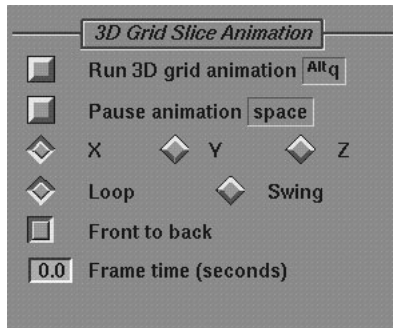 3D Grid Slice Animation
Run 3D grid animation Alt q
Pause animation space
X Y Z
Loop Swing
Front to back
0.0 Frame time (seconds)